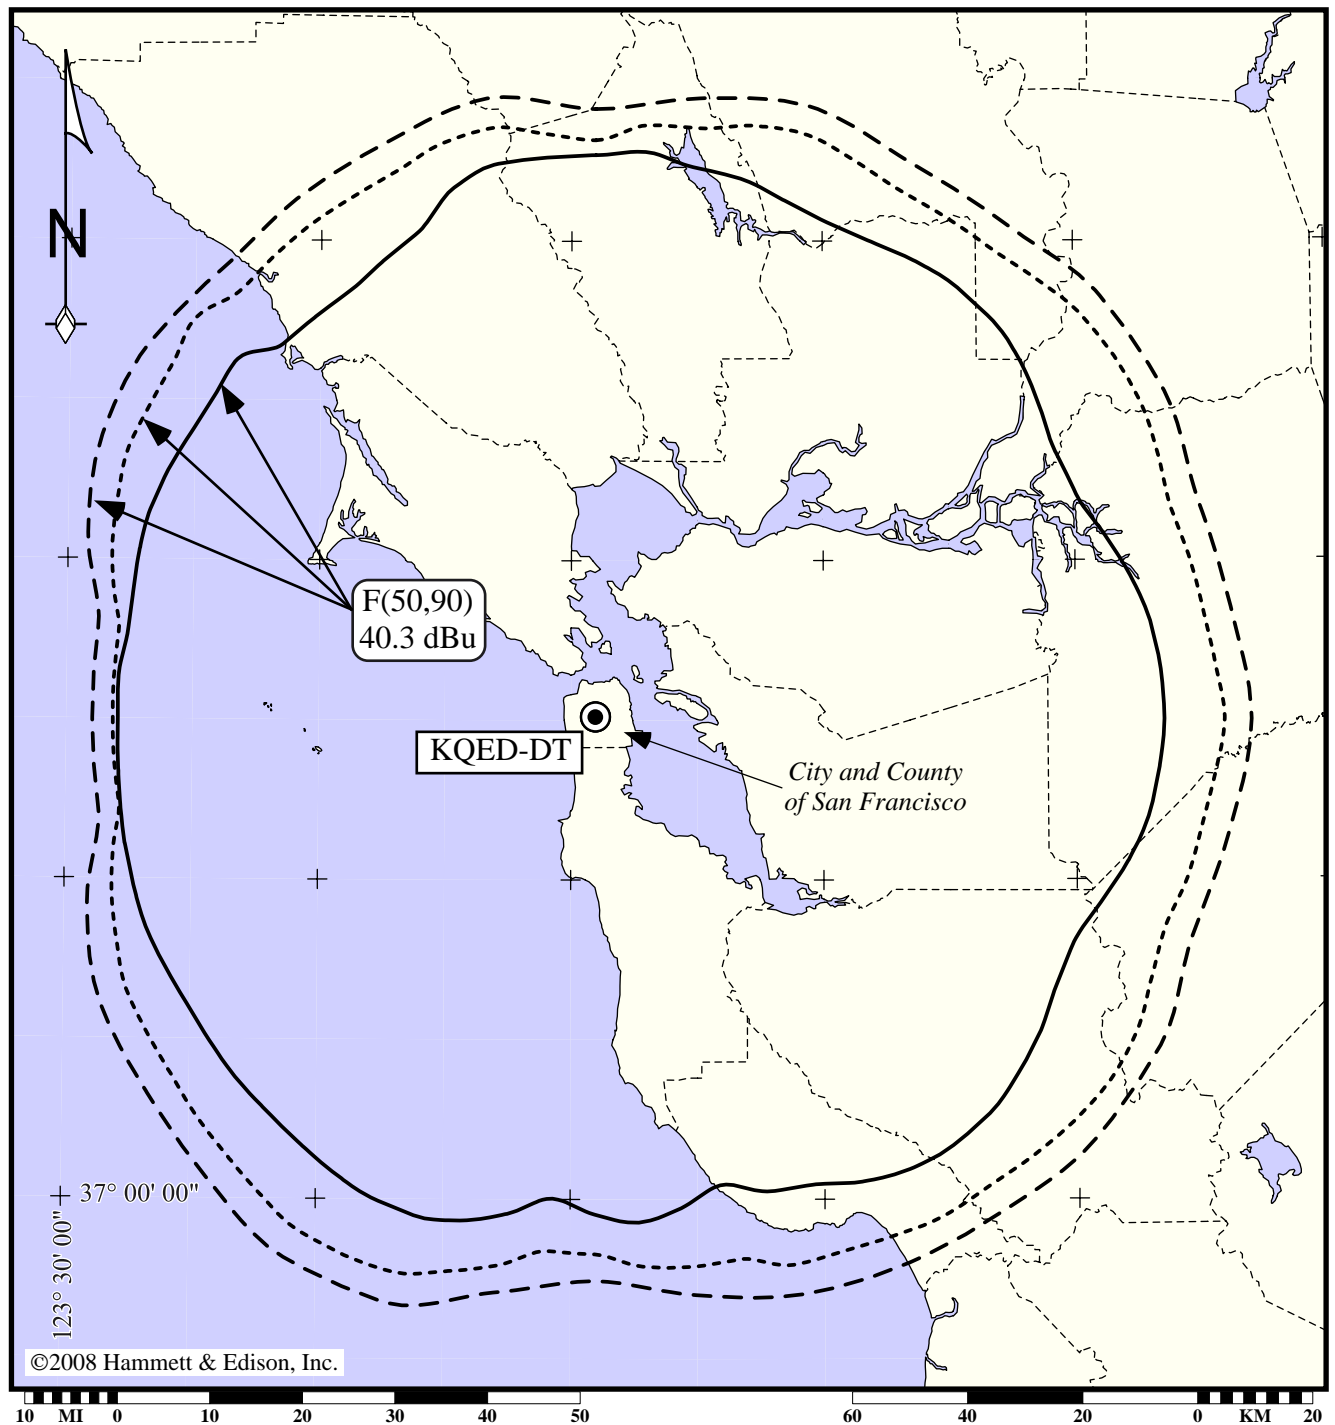 N
F(50,90)
40.3 dBu
KQED-DT
City and County
of San Francisco
37° 00' 00"
123° 30' 00"
©2008 Hammett & Edison, Inc.
10 MI 0 10 20 30 40 50 60 40 20 0 KM 20